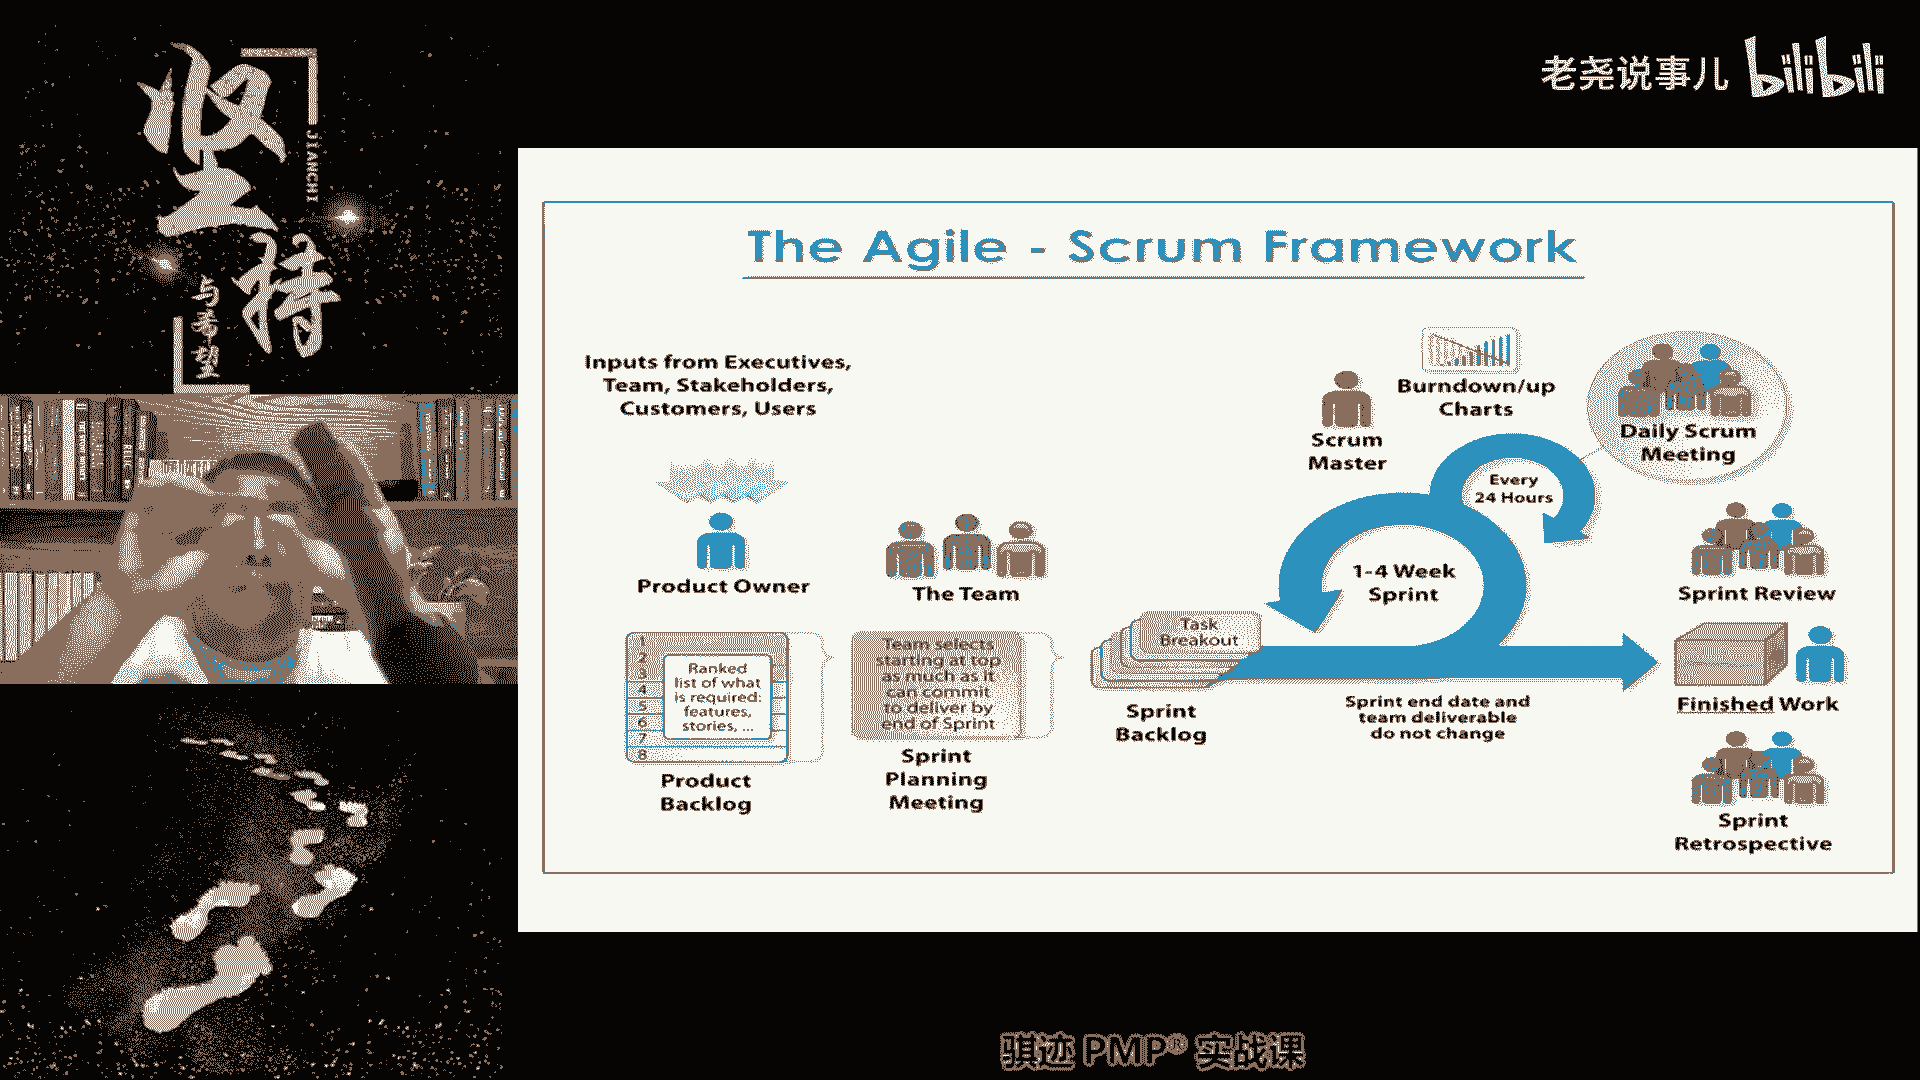 坚
持
JIANCHI
与希望
老尧说事儿 bilibili
The Agile - Scrum Framework
Inputs from Executives,
Team, Stakeholders,
Customers, Users
Product Owner
The Team
1
2
3
4
5
6
7
8
Ranked
list of what
is required:
features,
stories, ...
Product
Backlog
Team selects
starting at top
as much as it
can commit
to deliver by
end of Sprint
Sprint
Planning
Meeting
Task
Breakout
Sprint
Backlog
Scrum
Master
Burndown/up
Charts
Every
24 Hours
1-4 Week
Sprint
Sprint end date and
team deliverable
do not change
Daily Scrum
Meeting
Sprint Review
Finished Work
Sprint
Retrospective
骐迹 PMP® 实战课